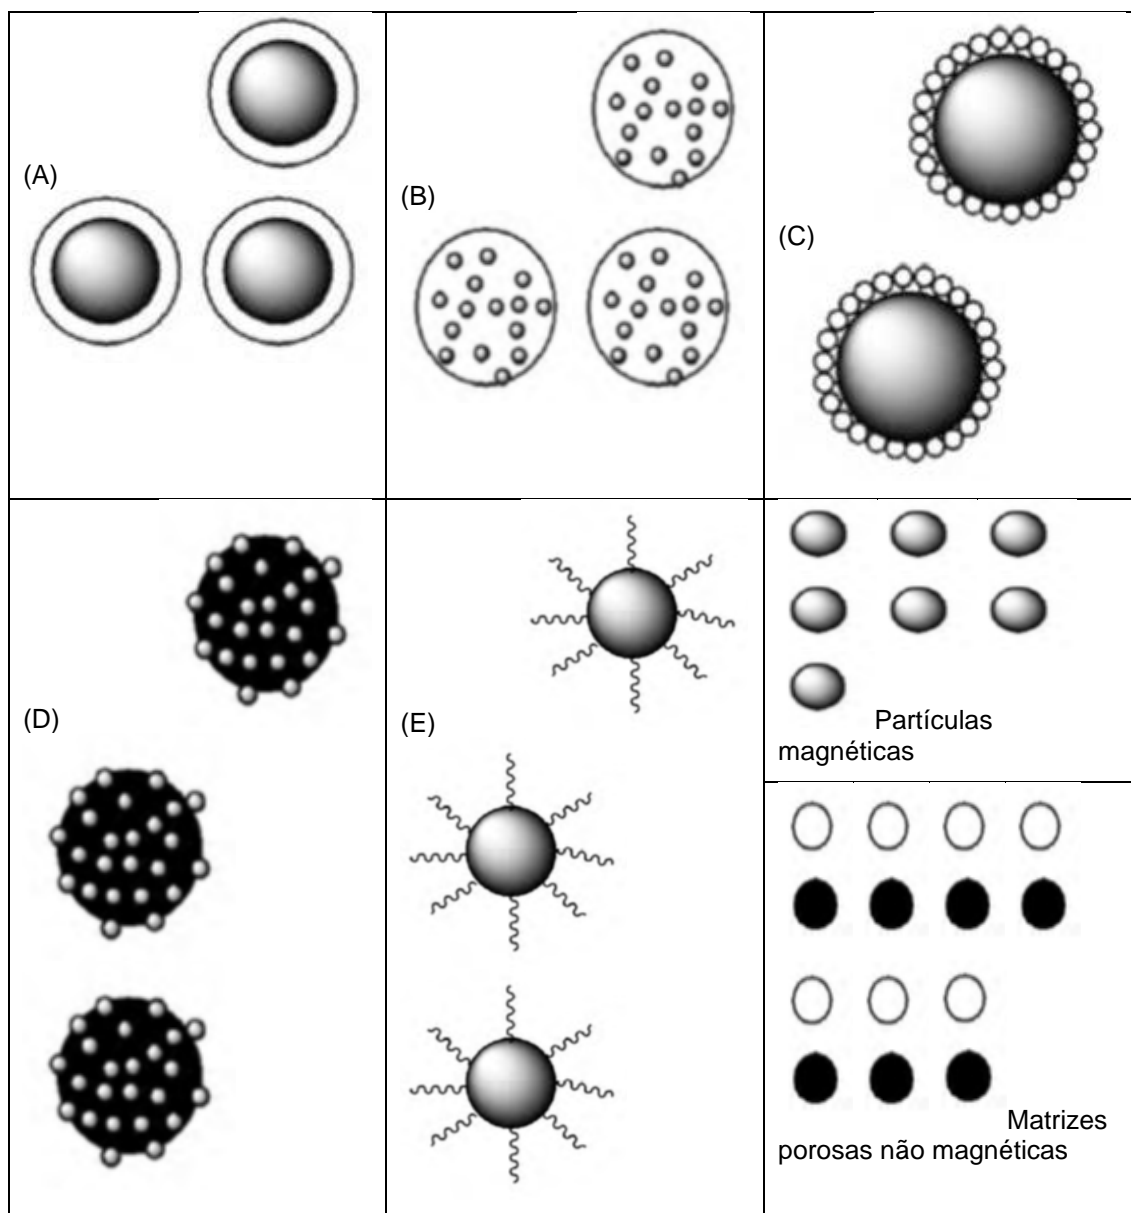 (A)
(B)
(C)
(D)
(E)
Partículas
magnéticas
Matrizes
porosas não magnéticas